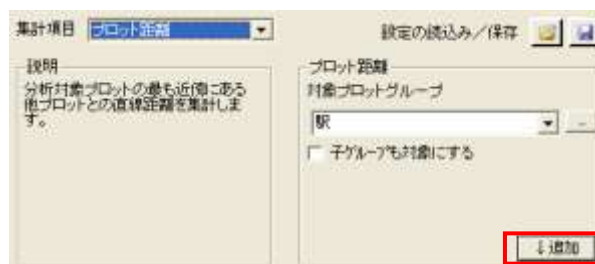 集計項目 プロット距離 設定の読込み／保存
説明
分析対象プロットの最も近傍にある
他プロットとの直線距離を集計しま
す。
プロット距離
対象プロットグループ
駅
子グループも対象にする
↓追加